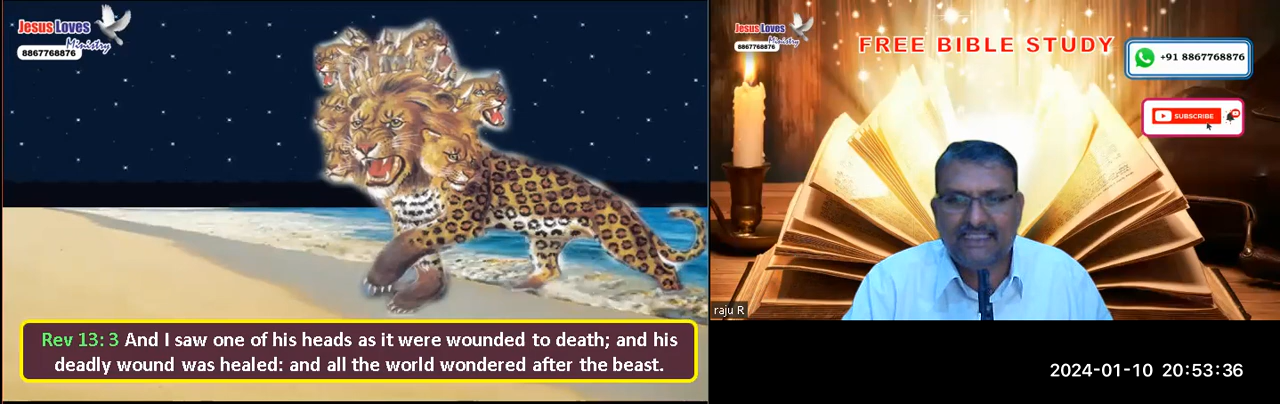 Jesus Loves
Ministry
8867768876
Rev 13: 3 And I saw one of his heads as it were wounded to death; and his
deadly wound was healed: and all the world wondered after the beast.
Jesus Loves
Ministry
8867768876
FREE BIBLE STUDY
+91 8867768876
SUBSCRIBE
raju R
2024-01-10 20:53:36